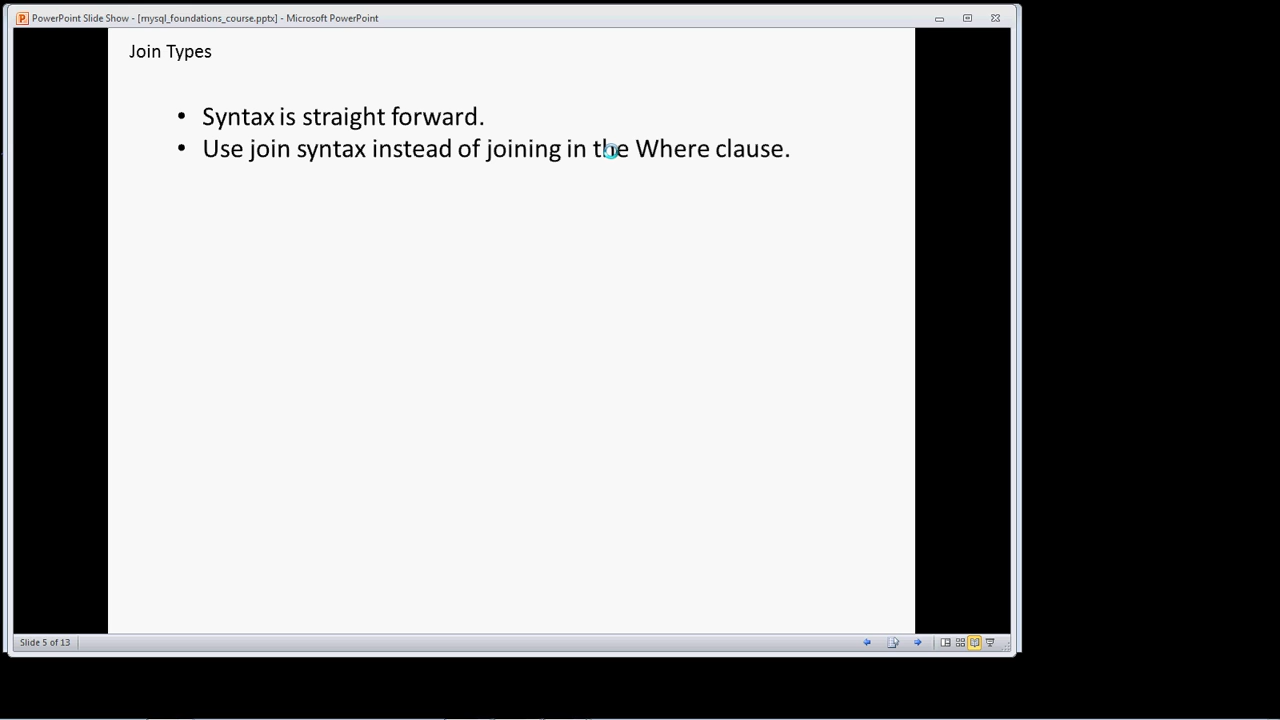 PowerPoint Slide Show - [mysql_foundations_course.pptx] - Microsoft PowerPoint
Join Types
• Syntax is straight forward.
• Use join syntax instead of joining in the Where clause.
Slide 5 of 13